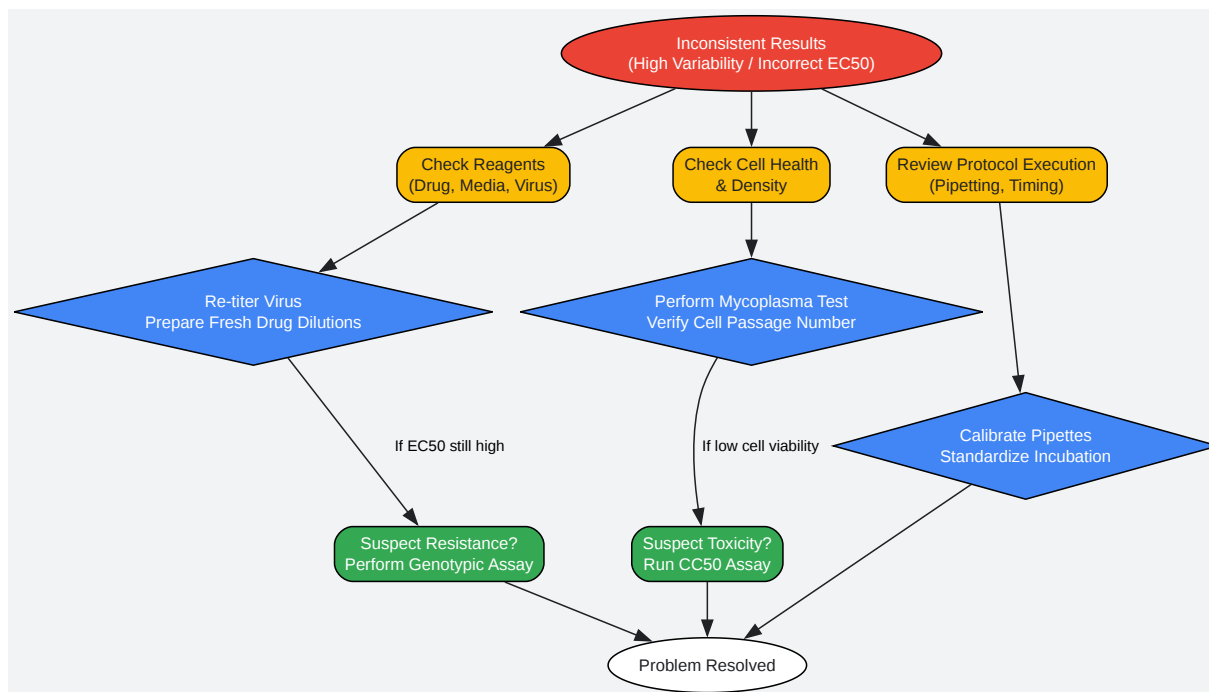 Inconsistent Results
(High Variability / Incorrect EC50)
Check Reagents
(Drug, Media, Virus)
Check Cell Health
& Density
Review Protocol Execution
(Pipetting, Timing)
Re-titer Virus
Prepare Fresh Drug Dilutions
Perform Mycoplasma Test
Verify Cell Passage Number
Calibrate Pipettes
Standardize Incubation
If EC50 still high
If low cell viability
Suspect Resistance?
Perform Genotypic Assay
Suspect Toxicity?
Run CC50 Assay
Problem Resolved